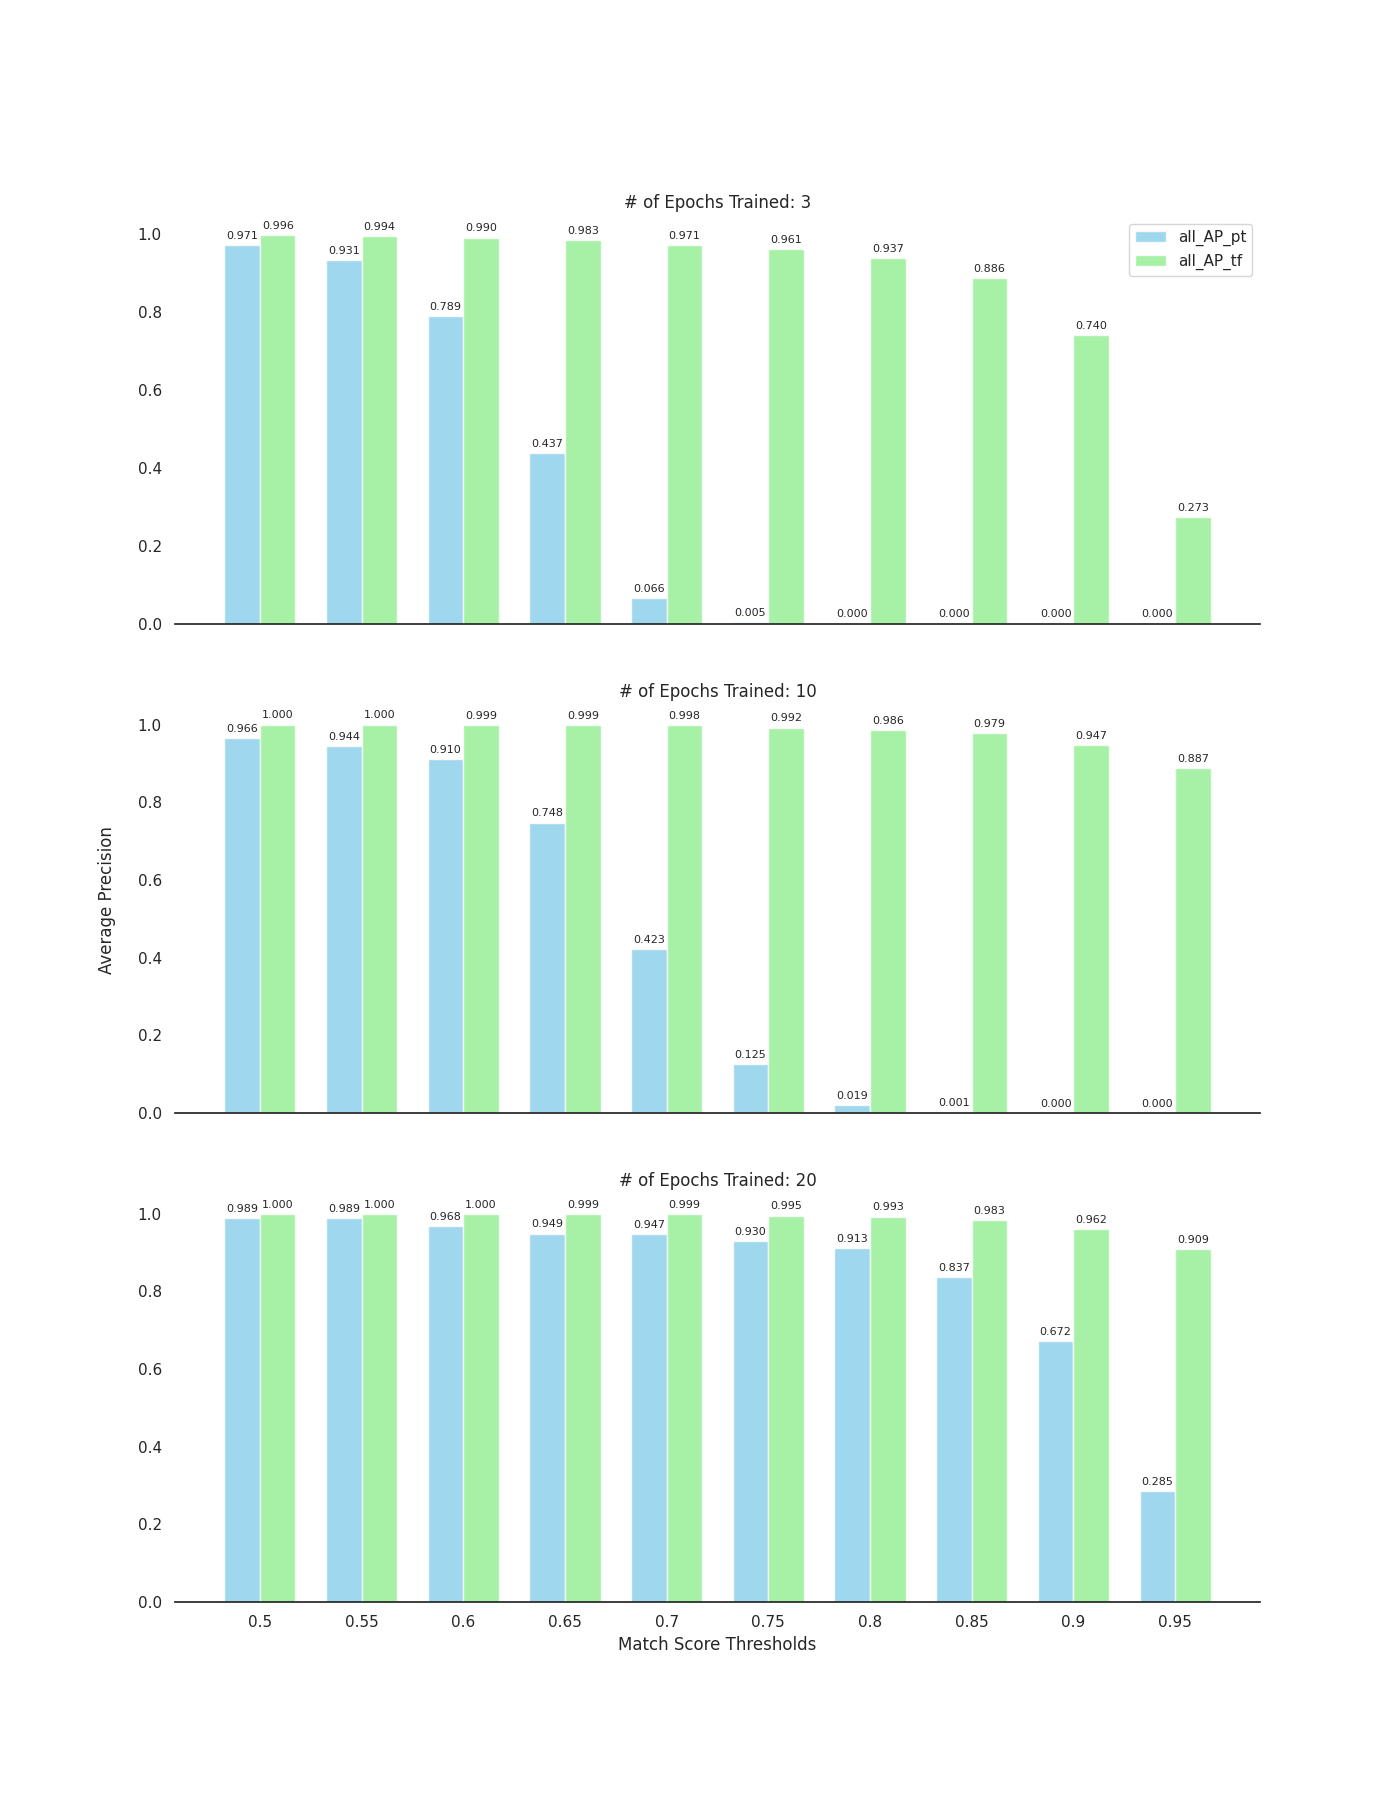 # of Epochs Trained: 3
all_AP_pt
all_AP_tf
1.0
0.8
0.6
0.4
0.2
0.0
0.971 0.996 0.931 0.994 0.789 0.990 0.437 0.983 0.066 0.971 0.005 0.961 0.000 0.937 0.000 0.886 0.000 0.740 0.000 0.273
# of Epochs Trained: 10
1.0
0.8
0.6
0.4
0.2
0.0
0.966 1.000 0.944 1.000 0.910 0.999 0.748 0.999 0.423 0.998 0.125 0.992 0.019 0.986 0.001 0.979 0.000 0.947 0.000 0.887
Average Precision
# of Epochs Trained: 20
1.0
0.8
0.6
0.4
0.2
0.0
0.989 1.000 0.989 1.000 0.968 1.000 0.949 0.999 0.947 0.999 0.930 0.995 0.913 0.993 0.837 0.983 0.672 0.962 0.285 0.909
0.5 0.55 0.6 0.65 0.7 0.75 0.8 0.85 0.9 0.95
Match Score Thresholds